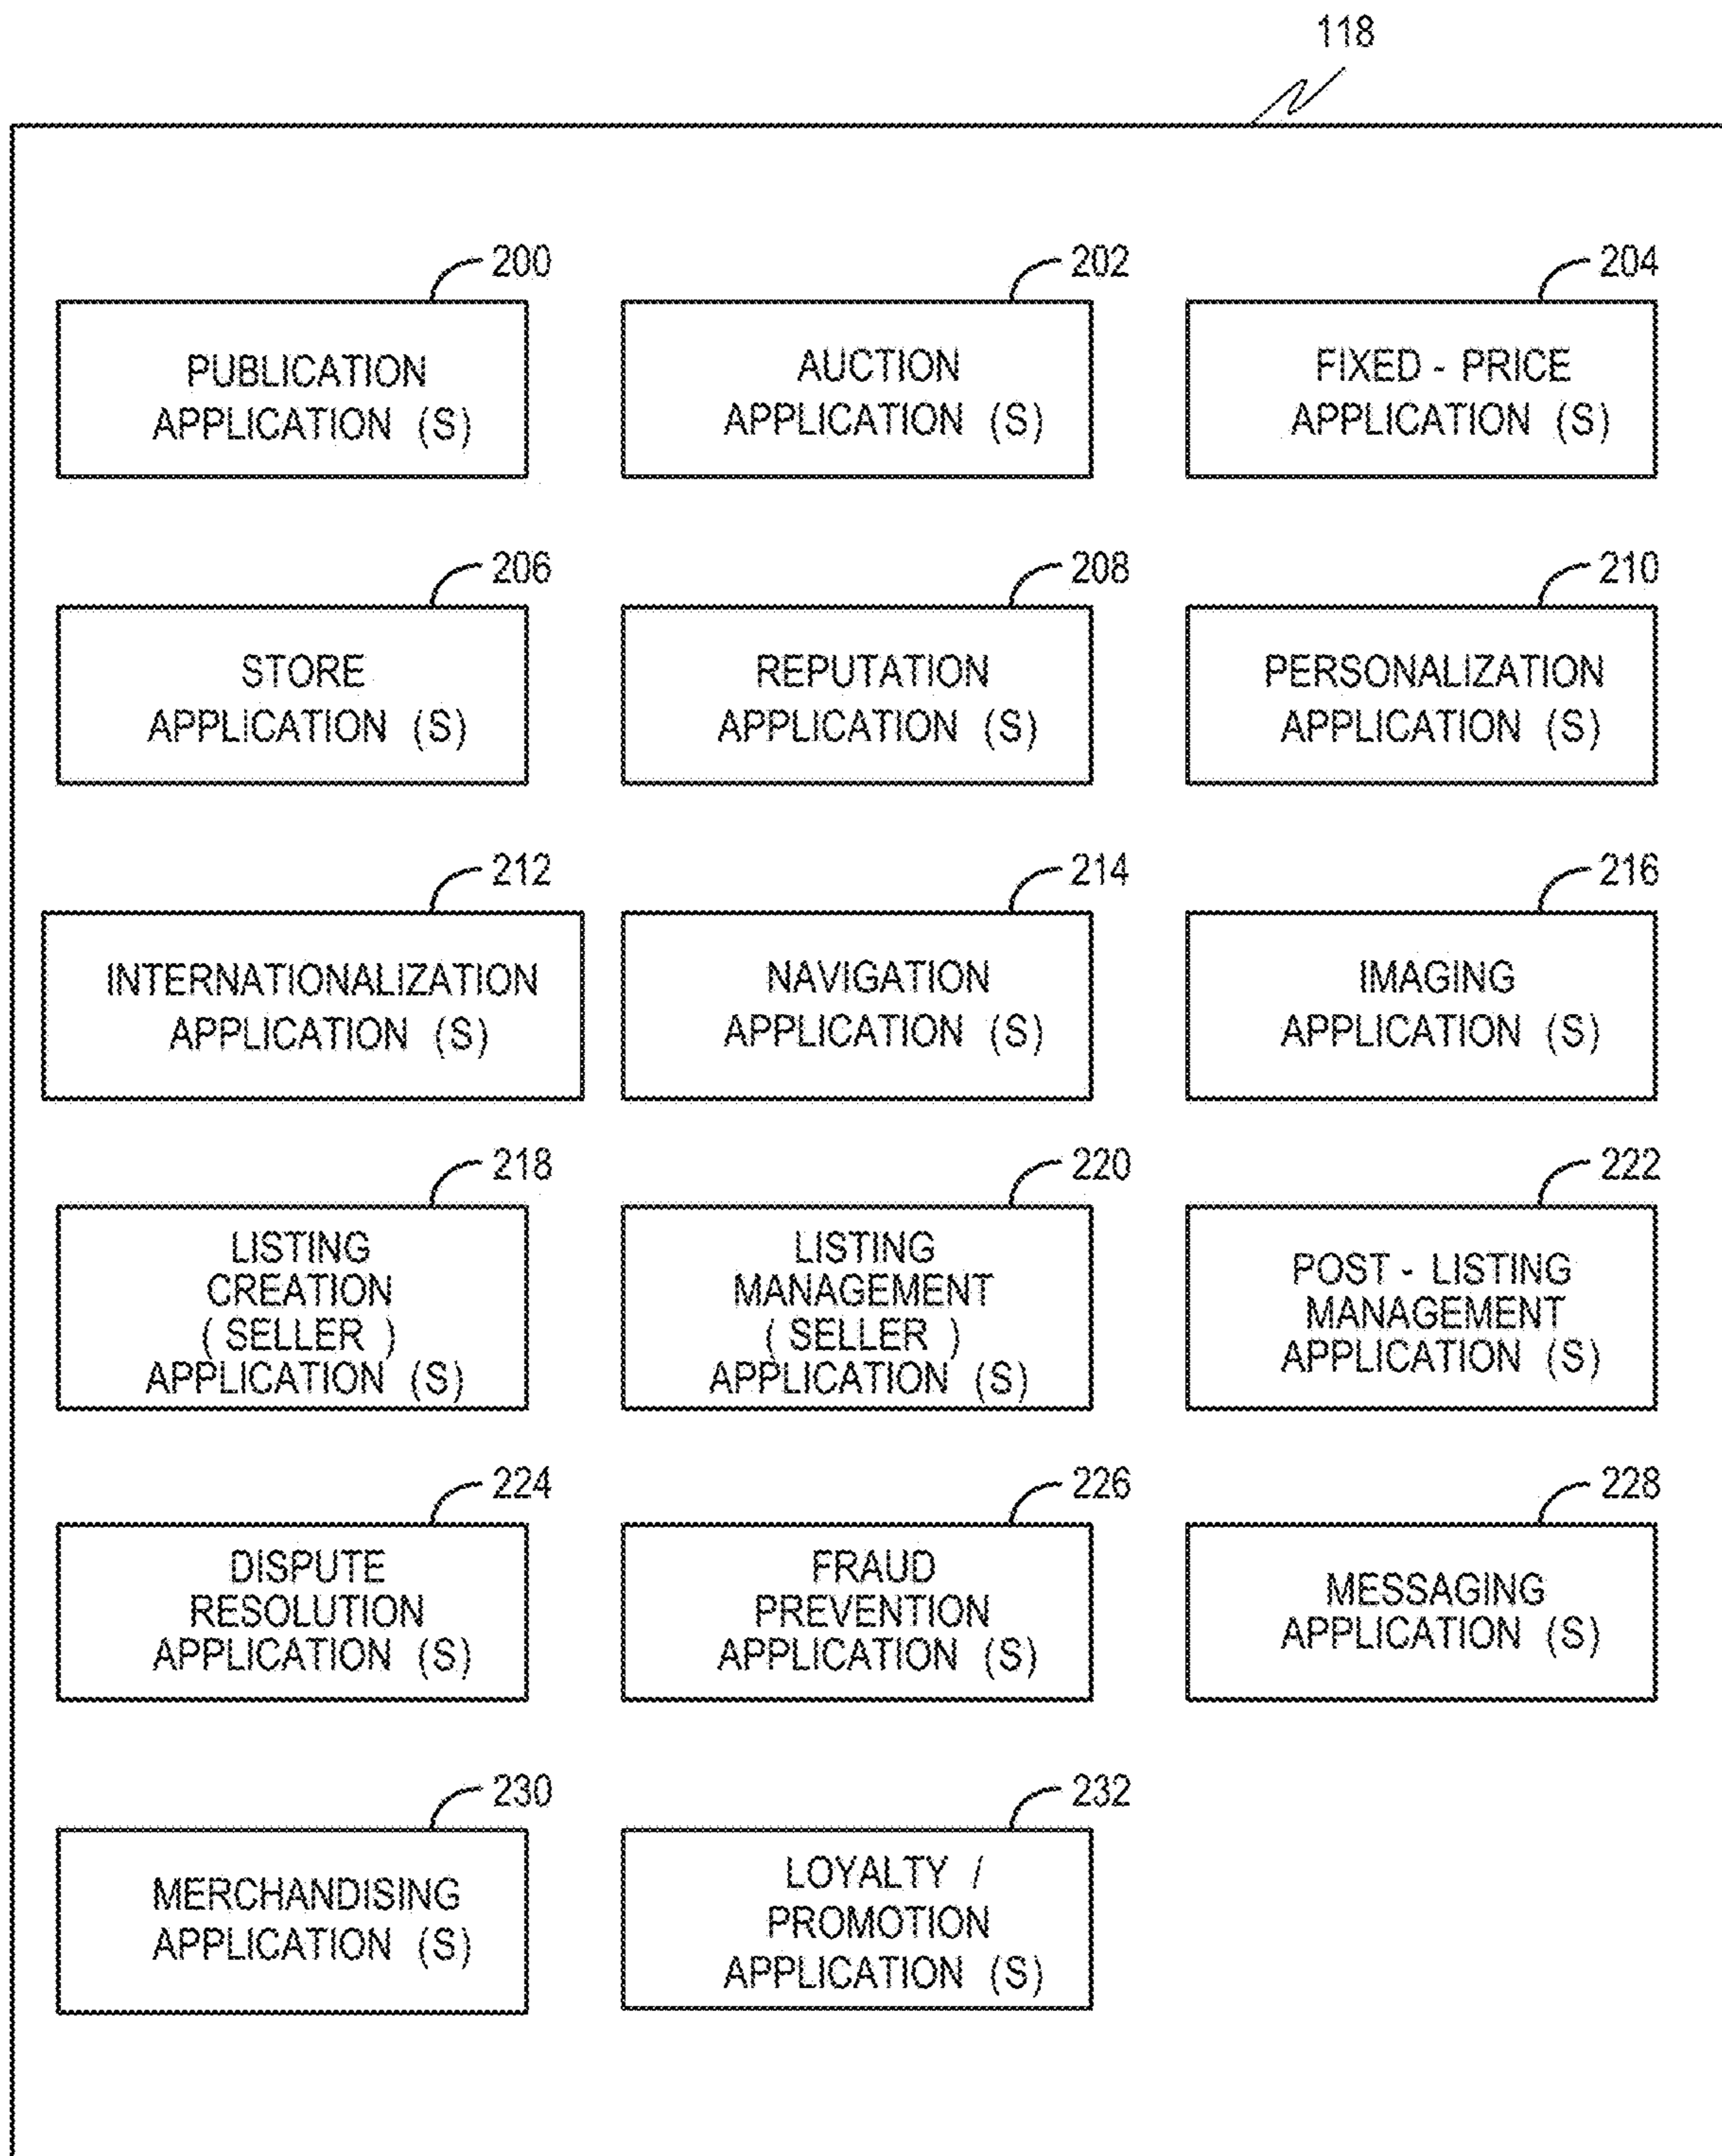 118
200
PUBLICATION
APPLICATION (S)
202
AUCTION
APPLICATION (S)
204
FIXED - PRICE
APPLICATION (S)
206
STORE
APPLICATION (S)
208
REPUTATION
APPLICATION (S)
210
PERSONALIZATION
APPLICATION (S)
212
INTERNATIONALIZATION
APPLICATION (S)
214
NAVIGATION
APPLICATION (S)
216
IMAGING
APPLICATION (S)
218
LISTING
CREATION
( SELLER )
APPLICATION (S)
220
LISTING
MANAGEMENT
( SELLER )
APPLICATION (S)
222
POST - LISTING
MANAGEMENT
APPLICATION (S)
224
DISPUTE
RESOLUTION
APPLICATION (S)
226
FRAUD
PREVENTION
APPLICATION (S)
228
MESSAGING
APPLICATION (S)
230
MERCHANDISING
APPLICATION (S)
232
LOYALTY /
PROMOTION
APPLICATION (S)